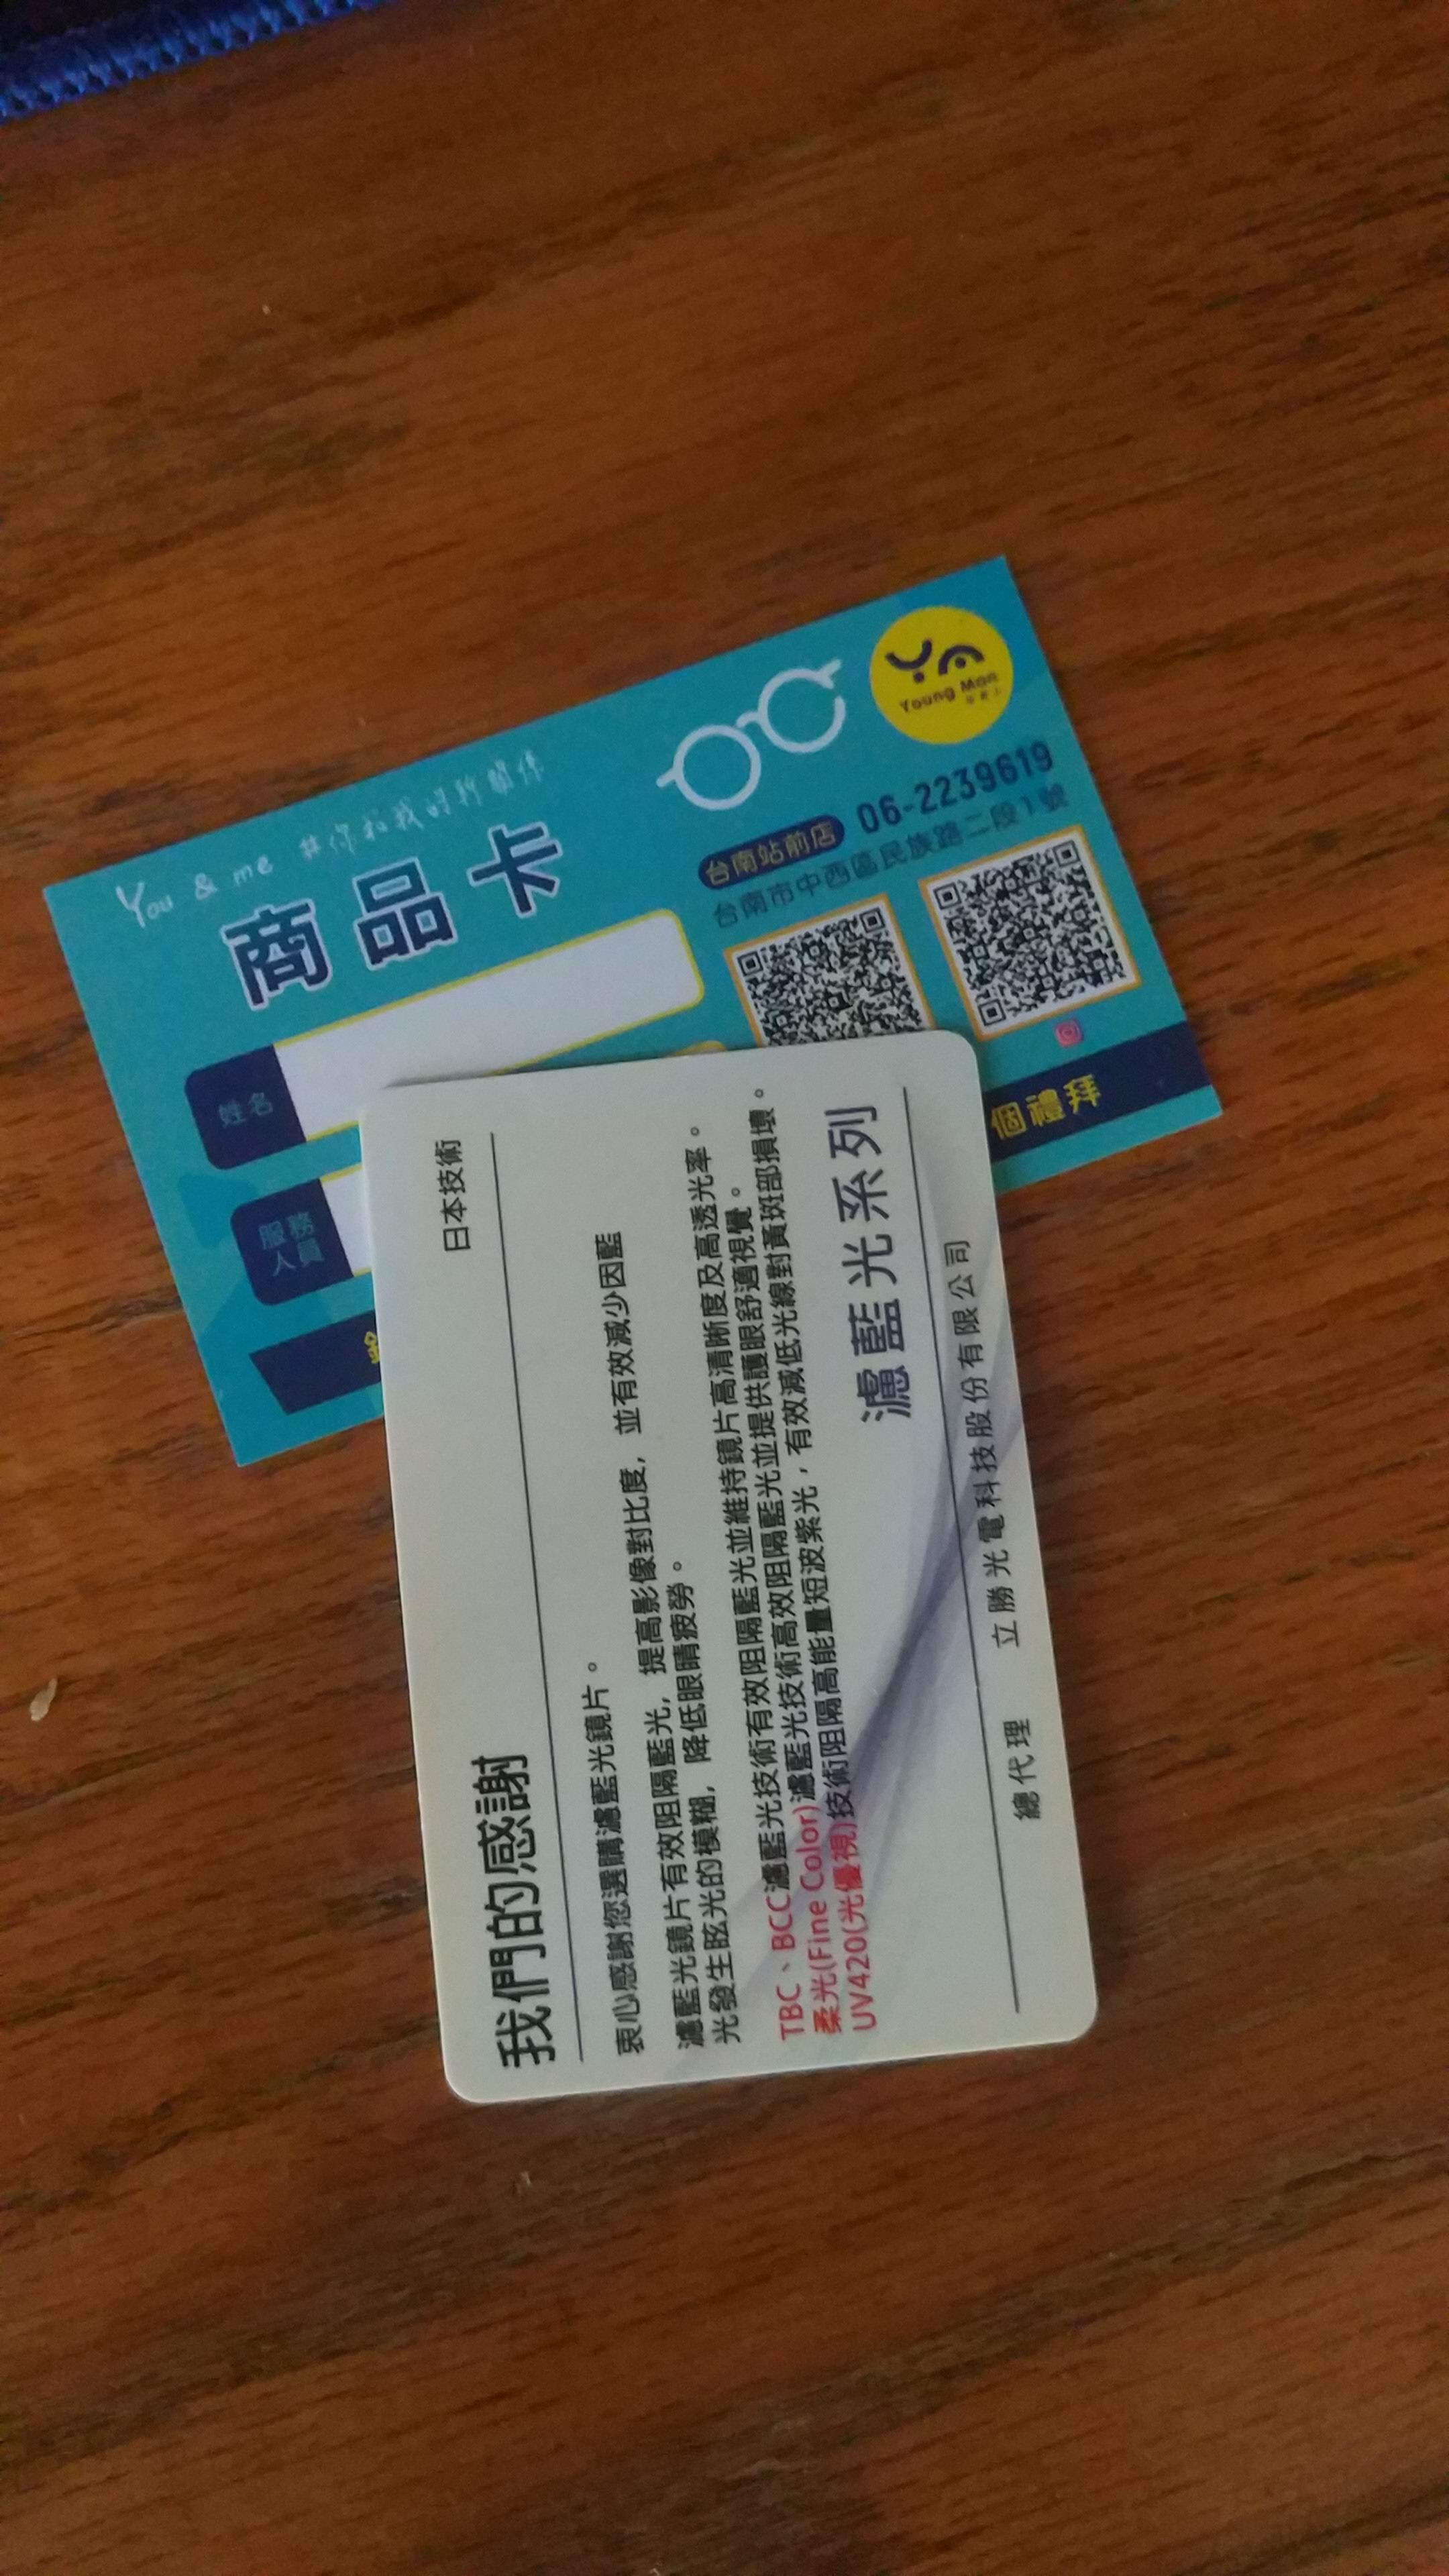 You & me #你和我的新關係
商品卡
姓名
服務
人員
Young Man
台南站前店 06-2239619
台南市中西區民族路二段1號
個禮拜
我們的感謝 日本技術
衷心感謝您選購濾藍光鏡片。
濾藍光鏡片有效阻隔藍光，提高影像對比度，並有效減少因藍
光發生眩光的模糊，降低眼睛疲勞。
TBC、BCC濾藍光技術有效阻隔藍光並維持鏡片高清晰度及高透光率。
柔光(Fine Color)濾藍光技術高效阻隔藍光並提供護眼舒適視覺。
UV420(光優視)技術阻隔高能量短波紫光，有效減低光線對黃斑部損壞。
濾藍光系列
總代理 立勝光電科技股份有限公司